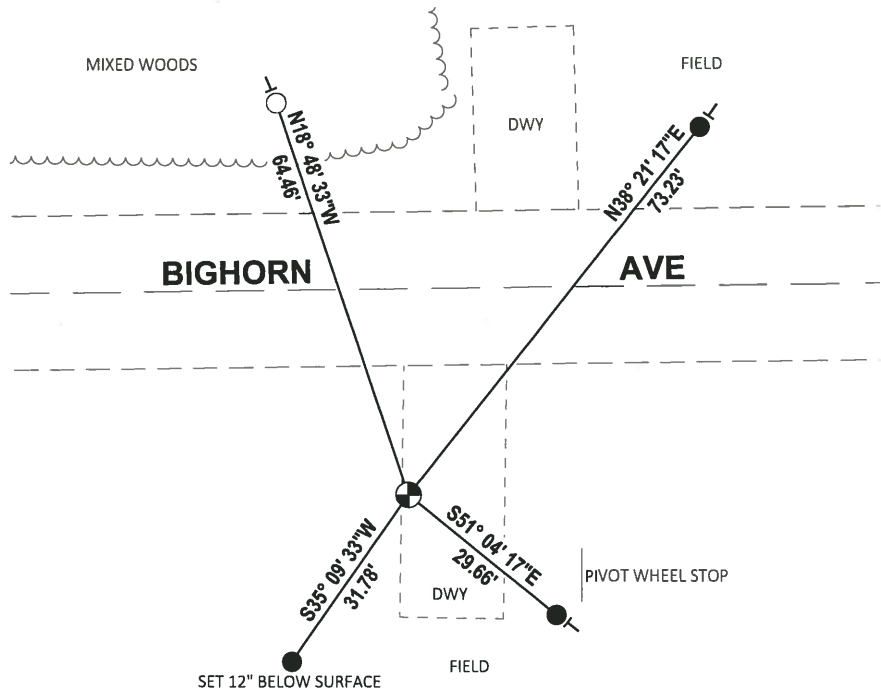 MIXED WOODS
FIELD
DWY
N18° 48' 33"W
64.46'
N38° 21' 17"E
73.23'
BIGHORN AVE
S35° 09' 33"W
31.78'
S51° 04' 17"E
29.66'
DWY
PIVOT WHEEL STOP
FIELD
SET 12" BELOW SURFACE